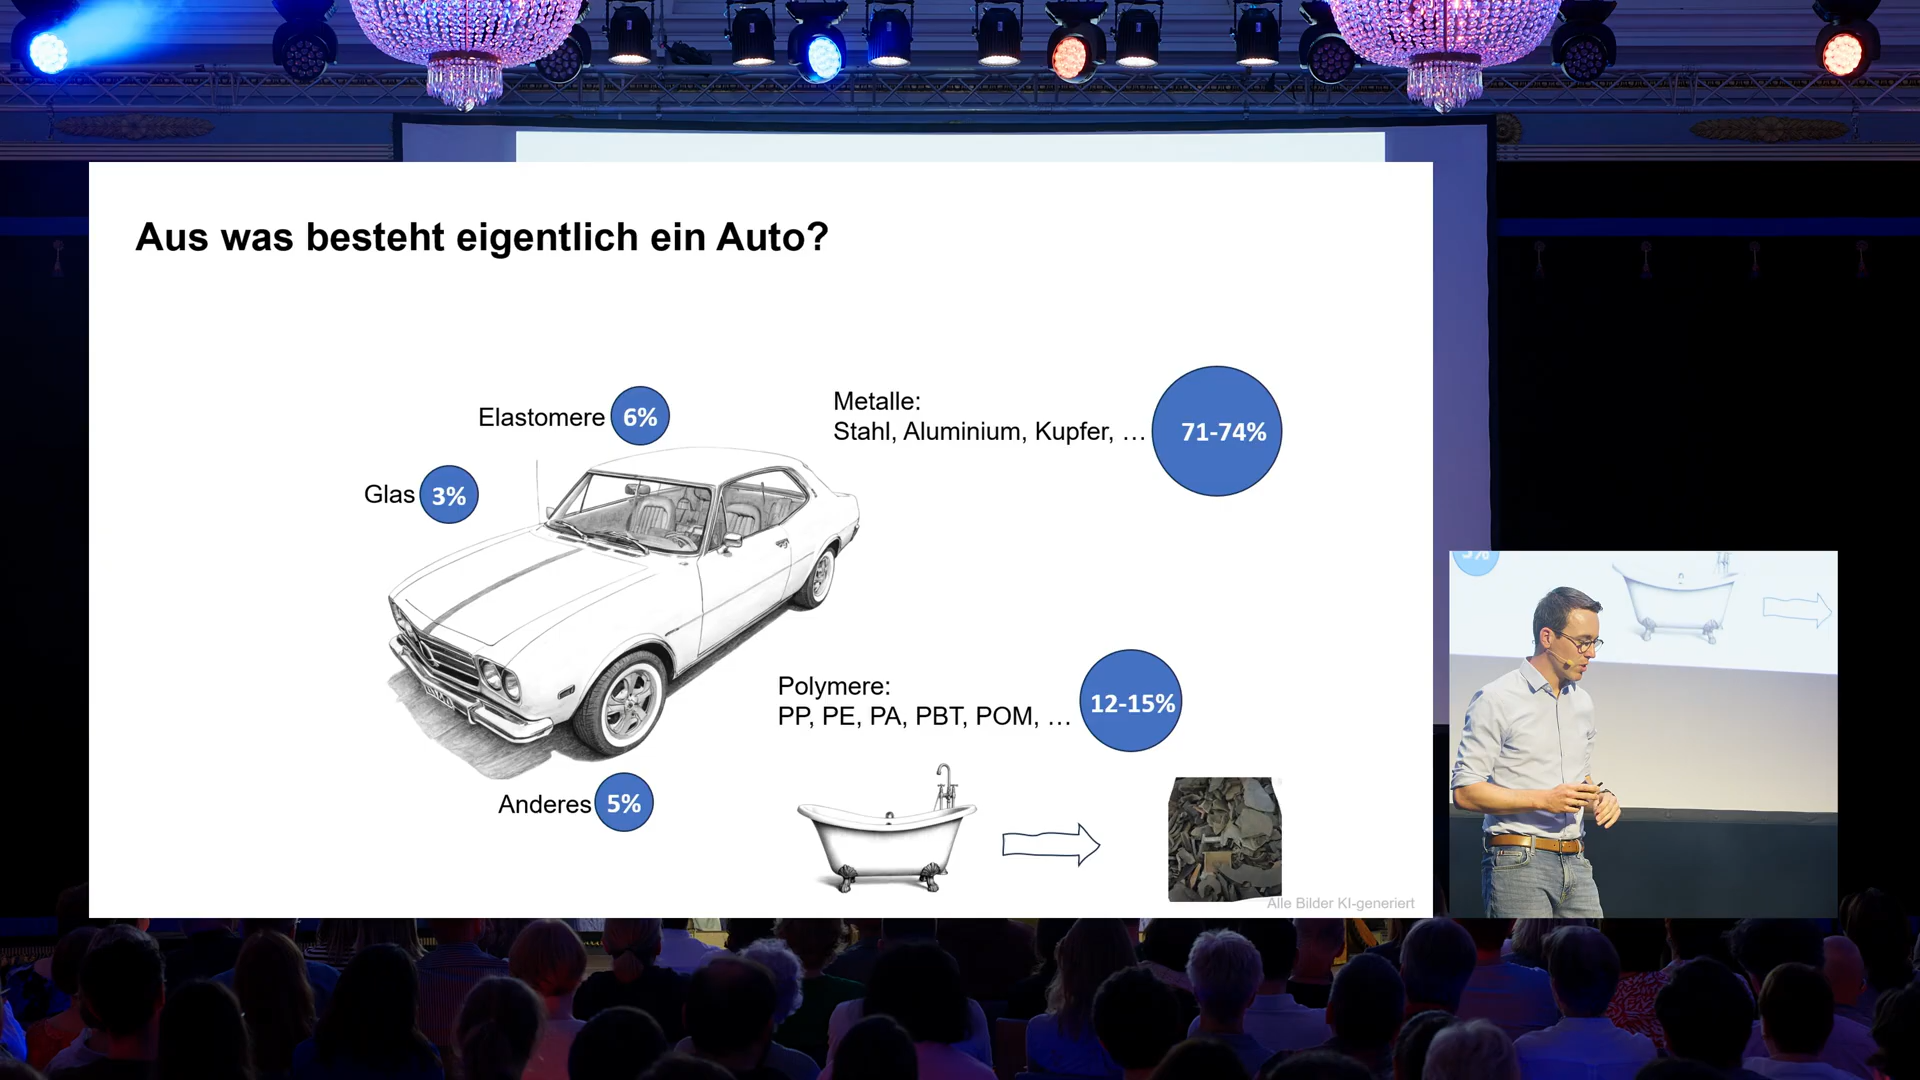 Aus was besteht eigentlich ein Auto?
Elastomere 6%
Metalle:
Stahl, Aluminium, Kupfer, … 71-74%
Glas 3%
Polymere:
PP, PE, PA, PBT, POM, … 12-15%
Anderes 5%
Alle Bilder KI-generiert